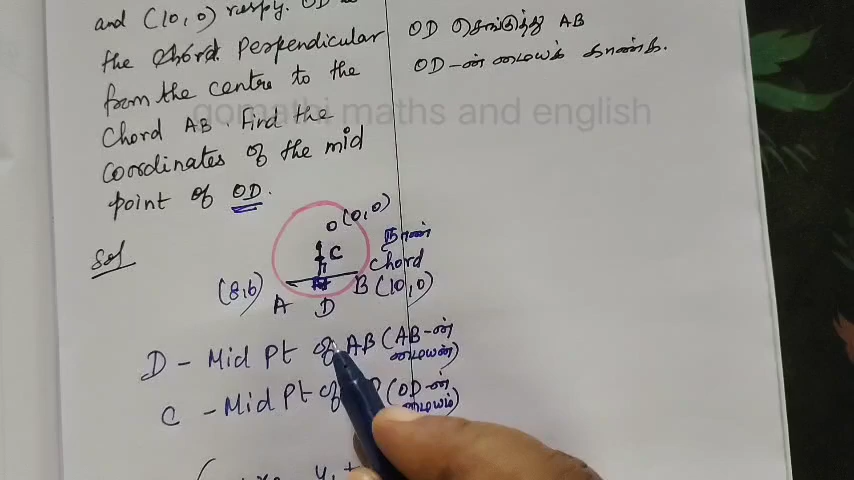 and (10,0) resply. OD is
the chord perpendicular
from the centre to the
chord AB. Find the
coordinates of the mid
point of OD.
OD செங்குத்து AB
OD-ன் மையம் காண்க.
gomathi maths and english
Sol
O (0,0)
C
நாண்
chord
(8,6) A D B (10,0)
D - Mid Pt of AB (AB-ன்
மையம்)
C - Mid Pt of OD (OD-ன்
மையம்)